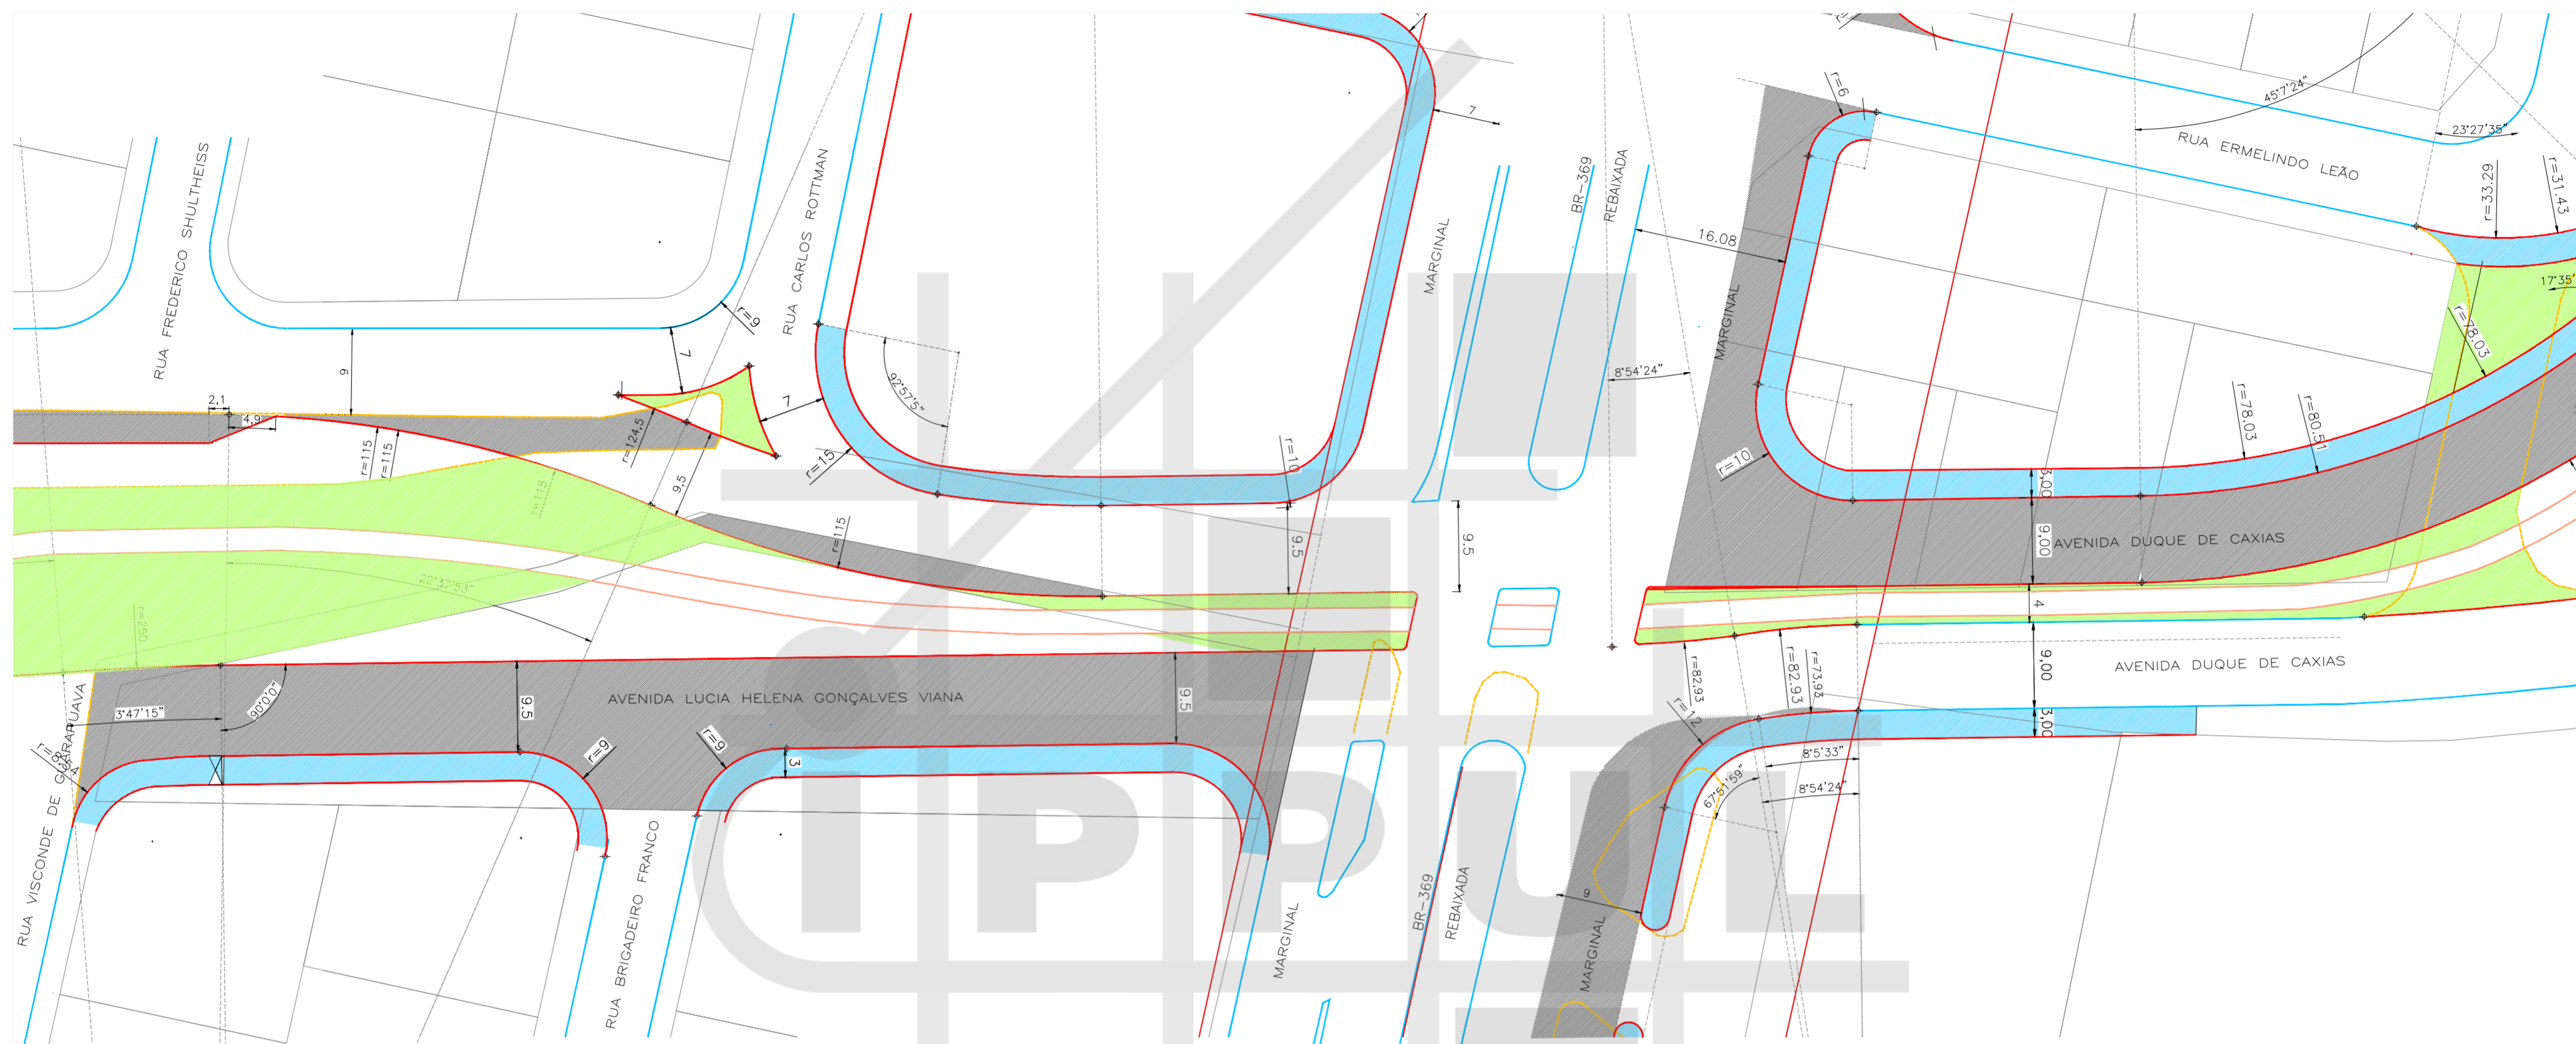 7
r=6
45°7'24"
23°27'35"
RUA ERMELINDO LEÃO
r=33.29
r=31.43
RUA FREDERICO SHULTHEISS
RUA CARLOS ROTTMAN
MARGINAL
BR-369
REBAIXADA
16.08
MARGINAL
17°35'
r=78.03
r=9
7
9
8°54'24"
92°57'5"
7
2,1
4,9
r=115
r=115
r=124,5
r=115
9,5
r=15
r=10
r=10
r=78.03
r=80.51
3,00
9,00
AVENIDA DUQUE DE CAXIAS
9.5
9.5
r=115
22°37'53"
r=250
4
9,00
AVENIDA DUQUE DE CAXIAS
3,00
AVENIDA LUCIA HELENA GONÇALVES VIANA
9.5
9.5
3°47'15"
90°0'0"
r=9
r=9
3
r=82.93
r=82.93
r=73.93
r=12
8°5'33"
8°54'24"
67°51'59"
9
RUA VISCONDE DE GUARAPUAVA
RUA BRIGADEIRO FRANCO
MARGINAL
BR-369
REBAIXADA
MARGINAL
IPPUL